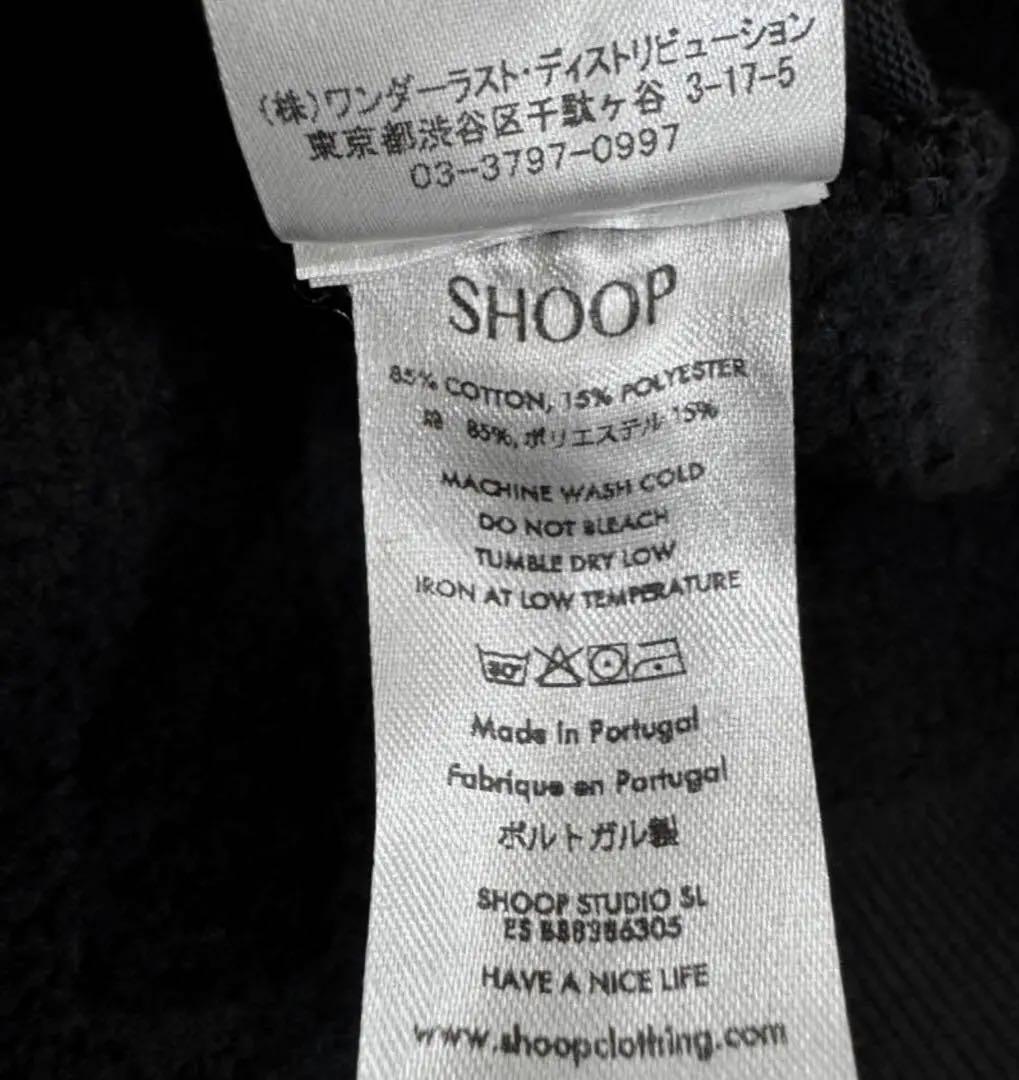 (株)ワンダーラスト・ディストリビューション
東京都渋谷区千駄ヶ谷 3-17-5
03-3797-0997
SHOOP
85% COTTON, 15% POLYESTER
綿 85%, ポリエステル 15%
MACHINE WASH COLD
DO NOT BLEACH
TUMBLE DRY LOW
IRON AT LOW TEMPERATURE
30°
Made in Portugal
Fabrique en Portugal
ポルトガル製
SHOOP STUDIO SL
ES
HAVE A NICE LIFE
www.shoopclothing.com